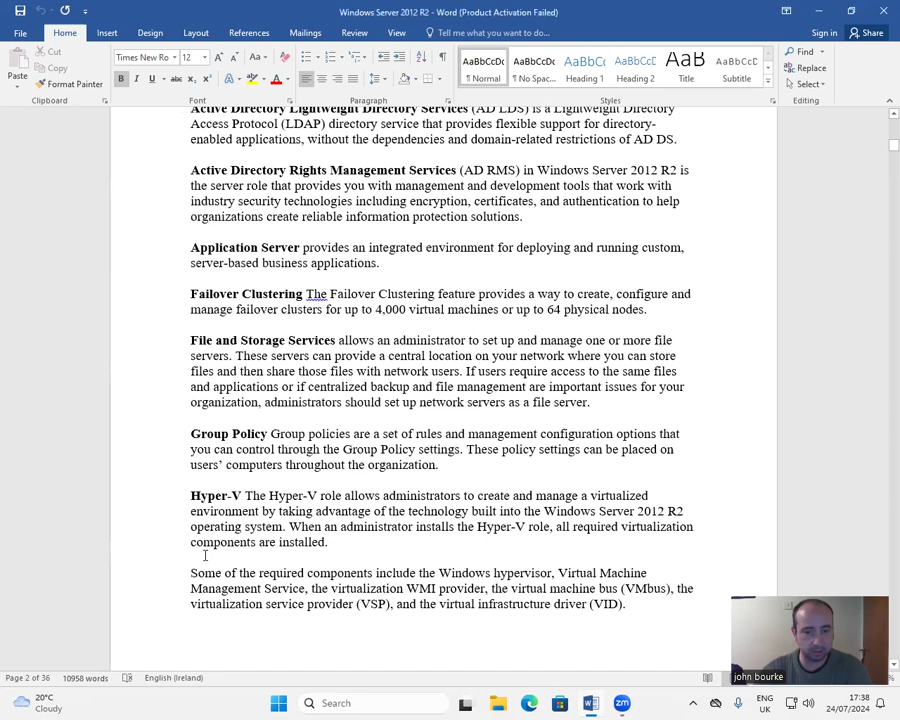 Windows Server 2012 R2 - Word (Product Activation Failed)
File Home Insert Design Layout References Mailings Review View Tell me what you want to do... Sign in Share
Paste
Cut
Copy
Format Painter
Clipboard
Times New Ro 12
Font
Paragraph
AaBbCcDc AaBbCcDc AaBbCc AaBbCcC AaB AaBbCcD
¶ Normal ¶ No Spac... Heading 1 Heading 2 Title Subtitle
Styles
Find
Replace
Select
Editing
Active Directory Lightweight Directory Services (AD LDS) is a Lightweight Directory
Access Protocol (LDAP) directory service that provides flexible support for directory-
enabled applications, without the dependencies and domain-related restrictions of AD DS.
Active Directory Rights Management Services (AD RMS) in Windows Server 2012 R2 is
the server role that provides you with management and development tools that work with
industry security technologies including encryption, certificates, and authentication to help
organizations create reliable information protection solutions.
Application Server provides an integrated environment for deploying and running custom,
server-based business applications.
Failover Clustering The Failover Clustering feature provides a way to create, configure and
manage failover clusters for up to 4,000 virtual machines or up to 64 physical nodes.
File and Storage Services allows an administrator to set up and manage one or more file
servers. These servers can provide a central location on your network where you can store
files and then share those files with network users. If users require access to the same files
and applications or if centralized backup and file management are important issues for your
organization, administrators should set up network servers as a file server.
Group Policy Group policies are a set of rules and management configuration options that
you can control through the Group Policy settings. These policy settings can be placed on
users’ computers throughout the organization.
Hyper-V The Hyper-V role allows administrators to create and manage a virtualized
environment by taking advantage of the technology built into the Windows Server 2012 R2
operating system. When an administrator installs the Hyper-V role, all required virtualization
components are installed.
Some of the required components include the Windows hypervisor, Virtual Machine
Management Service, the virtualization WMI provider, the virtual machine bus (VMbus), the
virtualization service provider (VSP), and the virtual infrastructure driver (VID).
john bourke
Page 2 of 36 10958 words English (Ireland)
20°C
Cloudy
Search
ENG
UK
17:38
24/07/2024